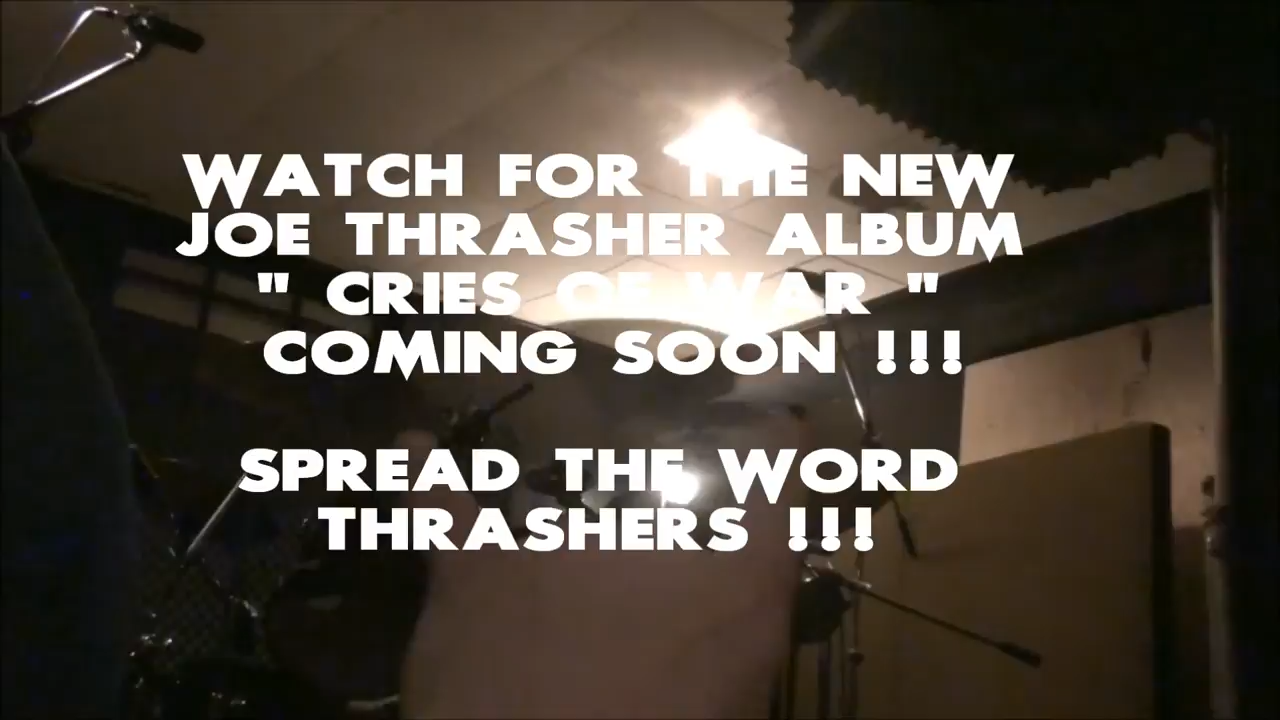 WATCH FOR THE NEW
JOE THRASHER ALBUM
" CRIES OF WAR "
COMING SOON !!!
SPREAD THE WORD
THRASHERS !!!